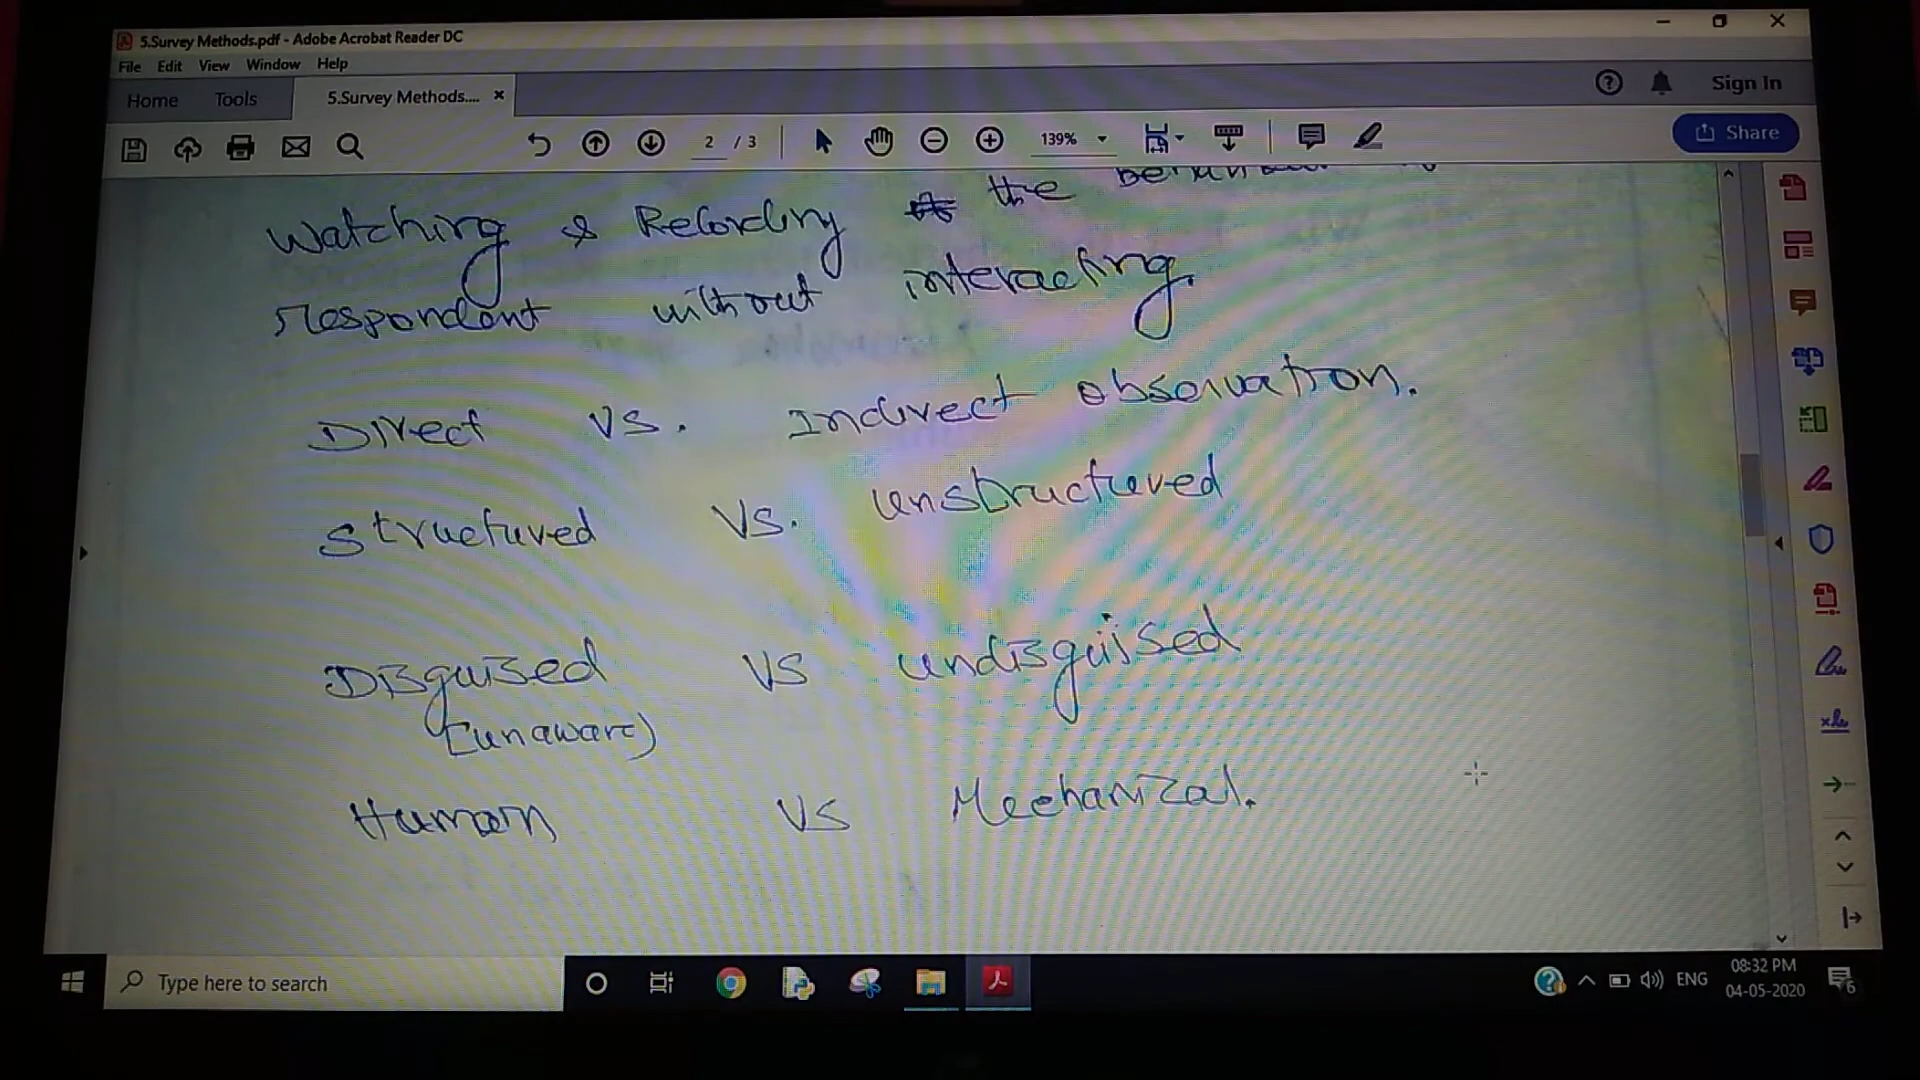 5.Survey Methods.pdf - Adobe Acrobat Reader DC
File Edit View Window Help
Home Tools 5.Survey Methods.... × Sign In
2 / 3 139% Share
Watching & Recording the
respondent without interacting.
Direct vs. Indirect observation.
Structured Vs. Unstructured
Disguised VS undisguised
(unaware)
Human VS Mechanical.
Type here to search
ENG
08:32 PM
04-05-2020
6